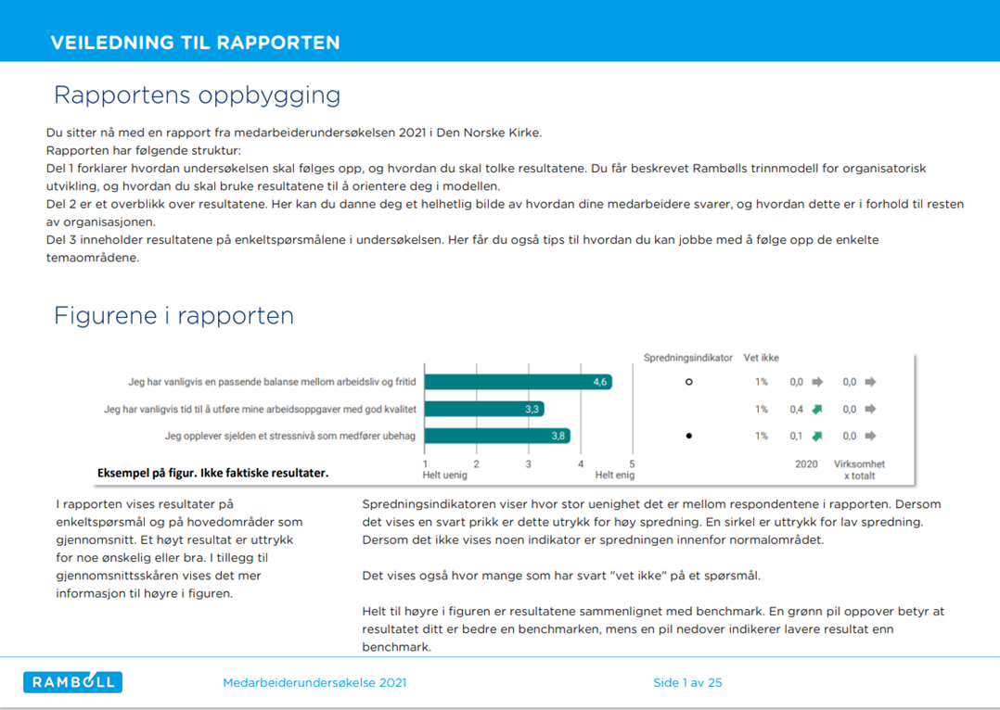 VEILEDNING TIL RAPPORTEN
Rapportens oppbygging
Du sitter nå med en rapport fra medarbeiderundersøkelsen 2021 i Den Norske Kirke.
Rapporten har følgende struktur:
Del 1 forklarer hvordan undersøkelsen skal følges opp, og hvordan du skal tolke resultatene. Du får beskrevet Rambølls trinnmodell for organisatorisk
utvikling, og hvordan du skal bruke resultatene til å orientere deg i modellen.
Del 2 er et overblikk over resultatene. Her kan du danne deg et helhetlig bilde av hvordan dine medarbeidere svarer, og hvordan dette er i forhold til resten
av organisasjonen.
Del 3 inneholder resultatene på enkeltspørsmålene i undersøkelsen. Her får du også tips til hvordan du kan jobbe med å følge opp de enkelte
temaområdene.
Figurene i rapporten
Spredningsindikator Vet ikke
Jeg har vanligvis en passende balanse mellom arbeidsliv og fritid 4,6 1% 0,0 0,0
Jeg har vanligvis tid til å utføre mine arbeidsoppgaver med god kvalitet 3,3 1% 0,4 0,0
Jeg opplever sjelden et stressnivå som medfører ubehag 3,8 1% 0,1 0,0
1 2 3 4 5 2020 Virksomhet
Helt uenig Helt enig x totalt
Eksempel på figur. Ikke faktiske resultater.
I rapporten vises resultater på
enkeltspørsmål og på hovedområder som
gjennomsnitt. Et høyt resultat er uttrykk
for noe ønskelig eller bra. I tillegg til
gjennomsnittsskåren vises det mer
informasjon til høyre i figuren.
Spredningsindikatoren viser hvor stor uenighet det er mellom respondentene i rapporten. Dersom
det vises en svart prikk er dette utrykk for høy spredning. En sirkel er uttrykk for lav spredning.
Dersom det ikke vises noen indikator er spredningen innenfor normalområdet.
Det vises også hvor mange som har svart "vet ikke" på et spørsmål.
Helt til høyre i figuren er resultatene sammenlignet med benchmark. En grønn pil oppover betyr at
resultatet ditt er bedre en benchmarken, mens en pil nedover indikerer lavere resultat enn
benchmark.
RAMBOLL Medarbeiderundersøkelse 2021 Side 1 av 25